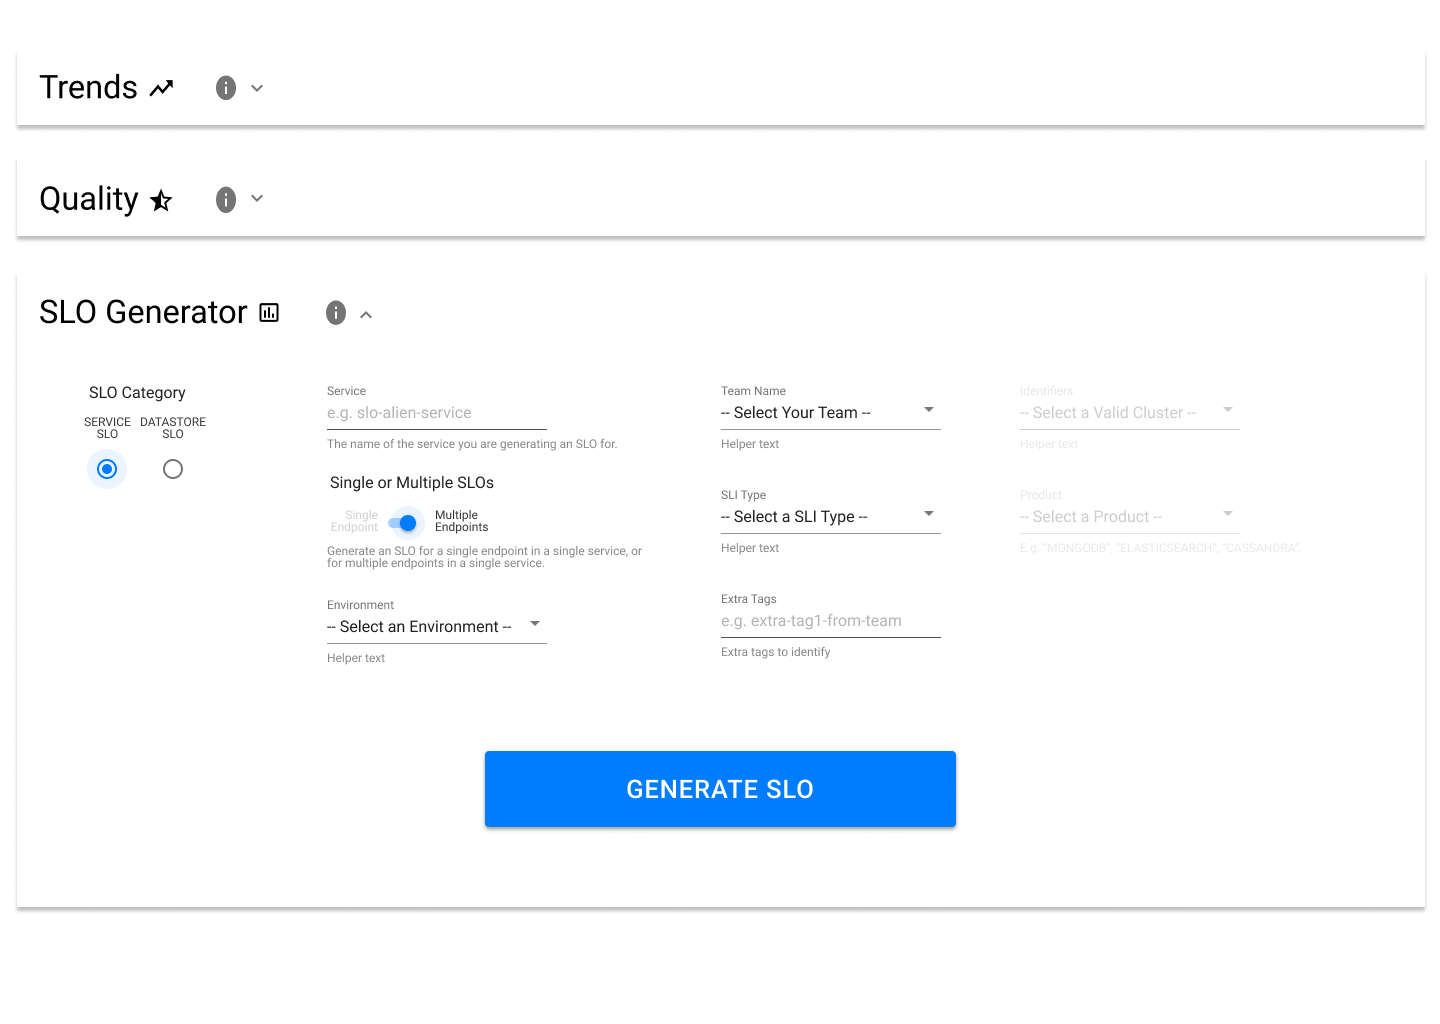 Trends
Quality
SLO Generator
SLO Category
SERVICE
SLO
DATASTORE
SLO
Service
e.g. slo-alien-service
The name of the service you are generating an SLO for.
Single or Multiple SLOs
Single
Endpoint
Multiple
Endpoints
Generate an SLO for a single endpoint in a single service, or
for multiple endpoints in a single service.
Environment
-- Select an Environment --
Helper text
Team Name
-- Select Your Team --
Helper text
SLI Type
-- Select a SLI Type --
Helper text
Extra Tags
e.g. extra-tag1-from-team
Extra tags to identify
Identifiers
-- Select a Valid Cluster --
Helper text
Product
-- Select a Product --
E.g. "MONGODB", "ELASTICSEARCH", "CASSANDRA".
GENERATE SLO